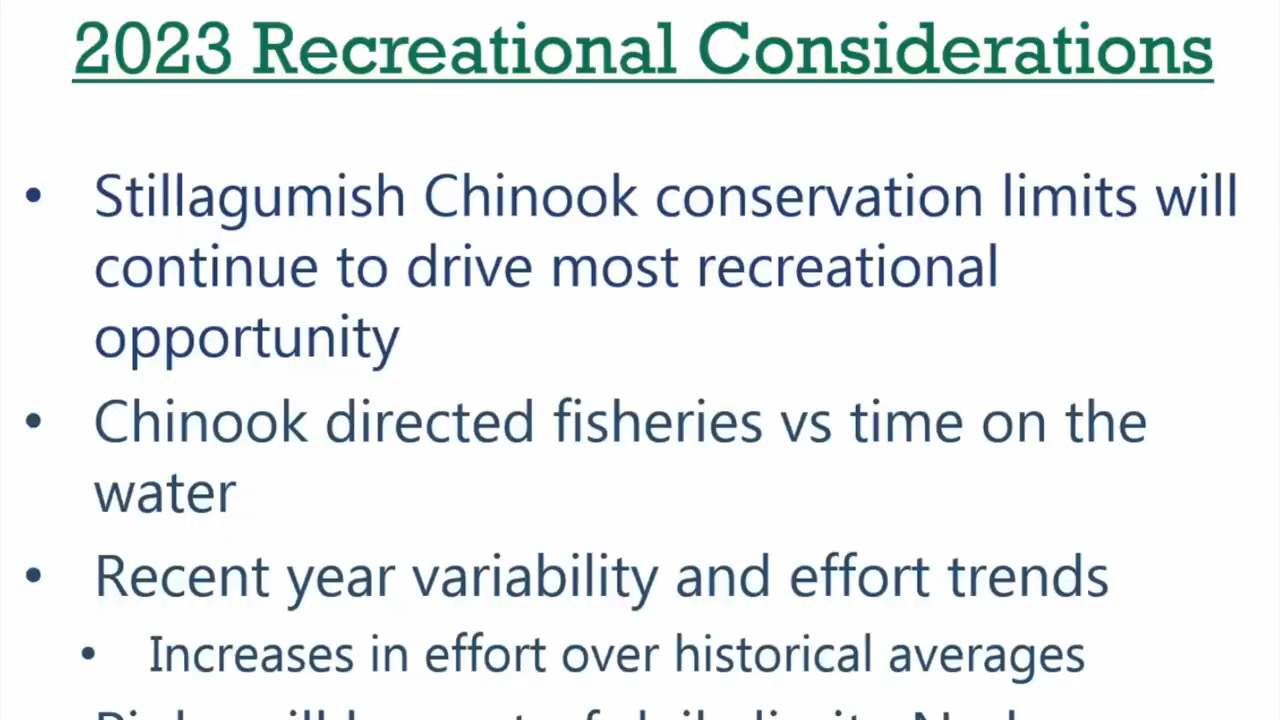 2023 Recreational Considerations
• Stillagumish Chinook conservation limits will
continue to drive most recreational
opportunity
• Chinook directed fisheries vs time on the
water
• Recent year variability and effort trends
• Increases in effort over historical averages